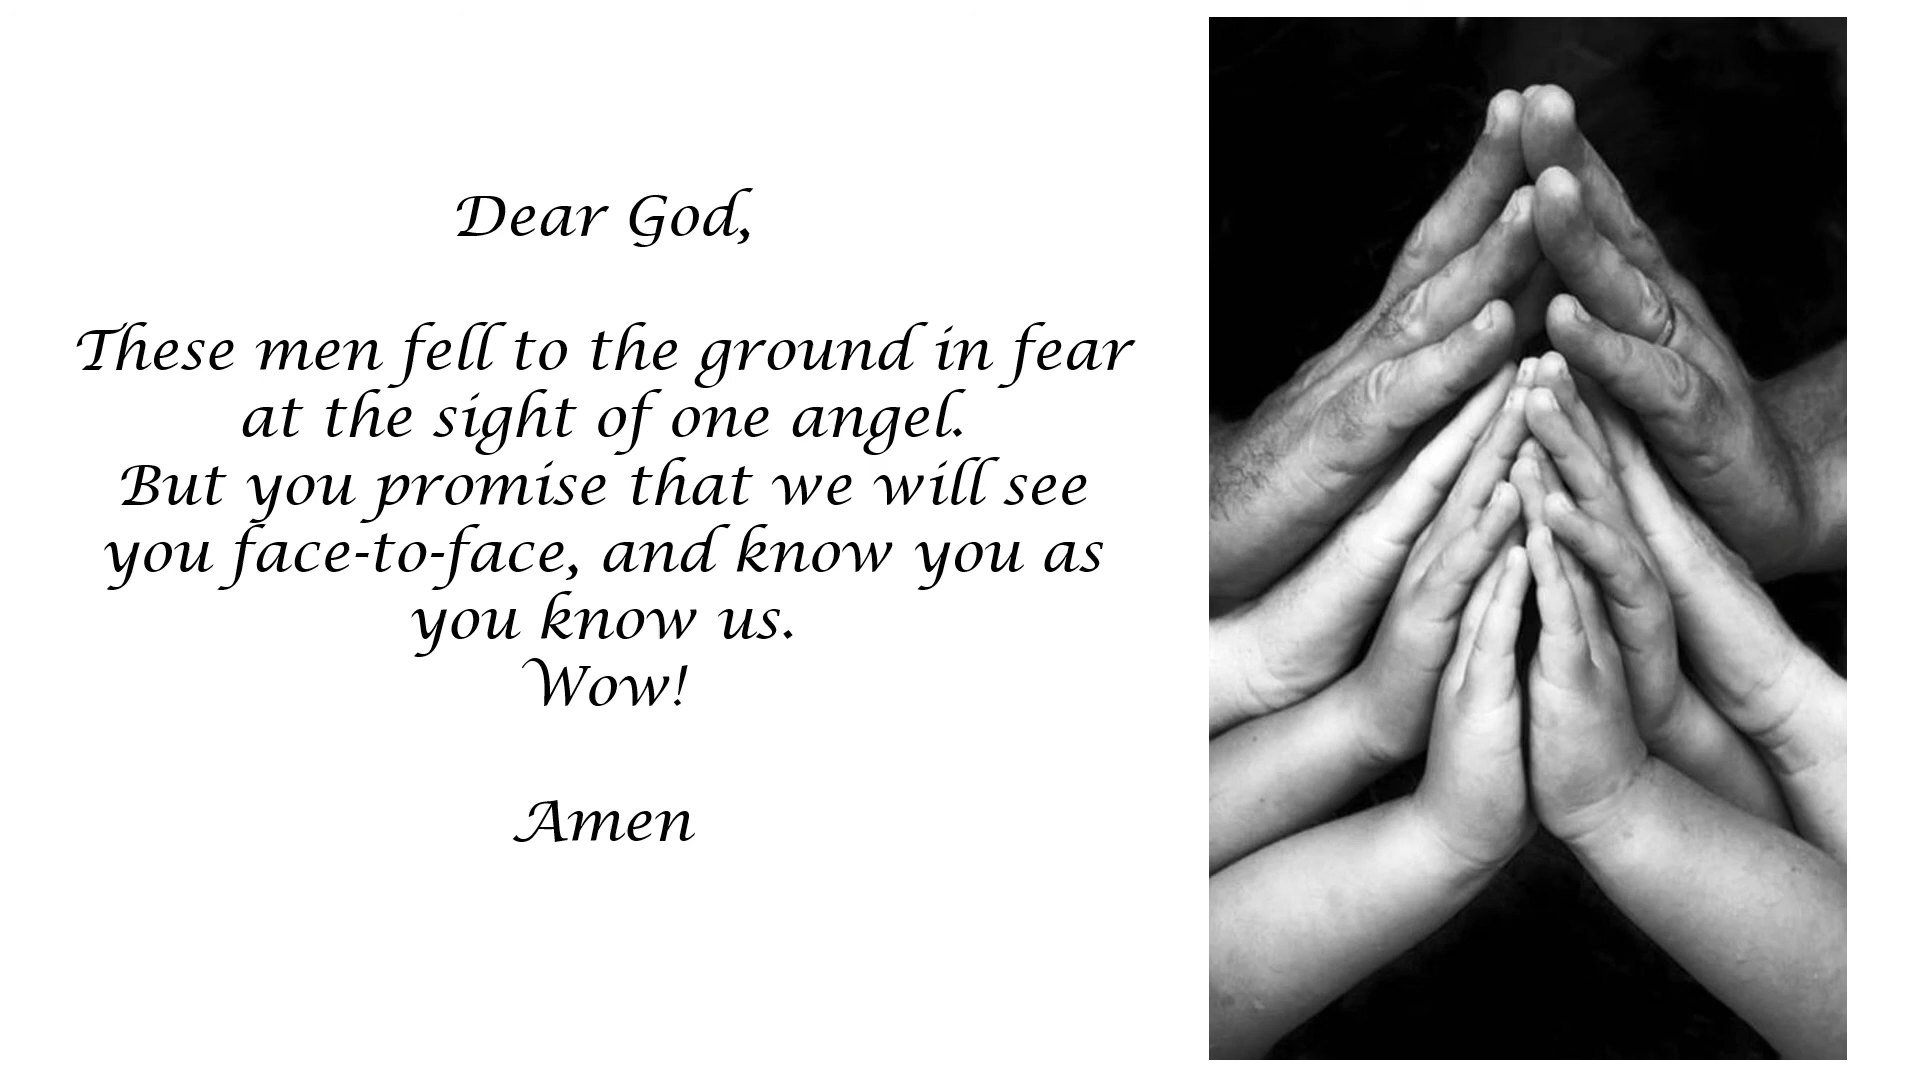 Dear God,
These men fell to the ground in fear
at the sight of one angel.
But you promise that we will see
you face-to-face, and know you as
you know us.
Wow!
Amen